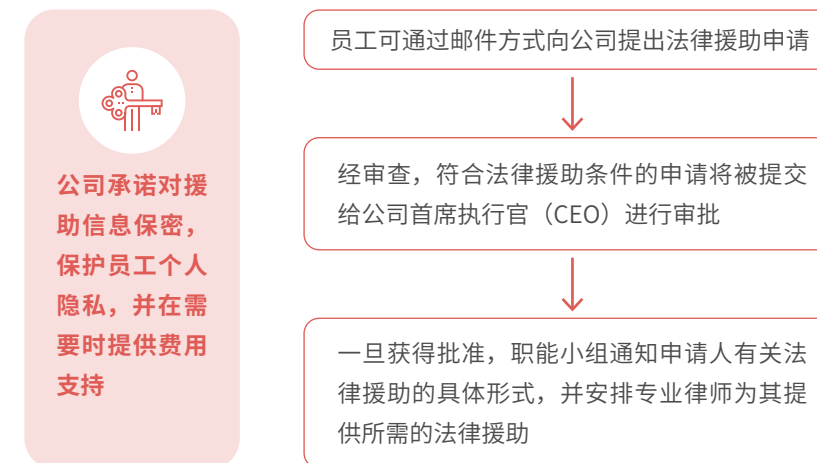 公司承诺对援
助信息保密，
保护员工个人
隐私，并在需
要时提供费用
支持
员工可通过邮件方式向公司提出法律援助申请
经审查，符合法律援助条件的申请将被提交
给公司首席执行官（CEO）进行审批
一旦获得批准，职能小组通知申请人有关法
律援助的具体形式，并安排专业律师为其提
供所需的法律援助